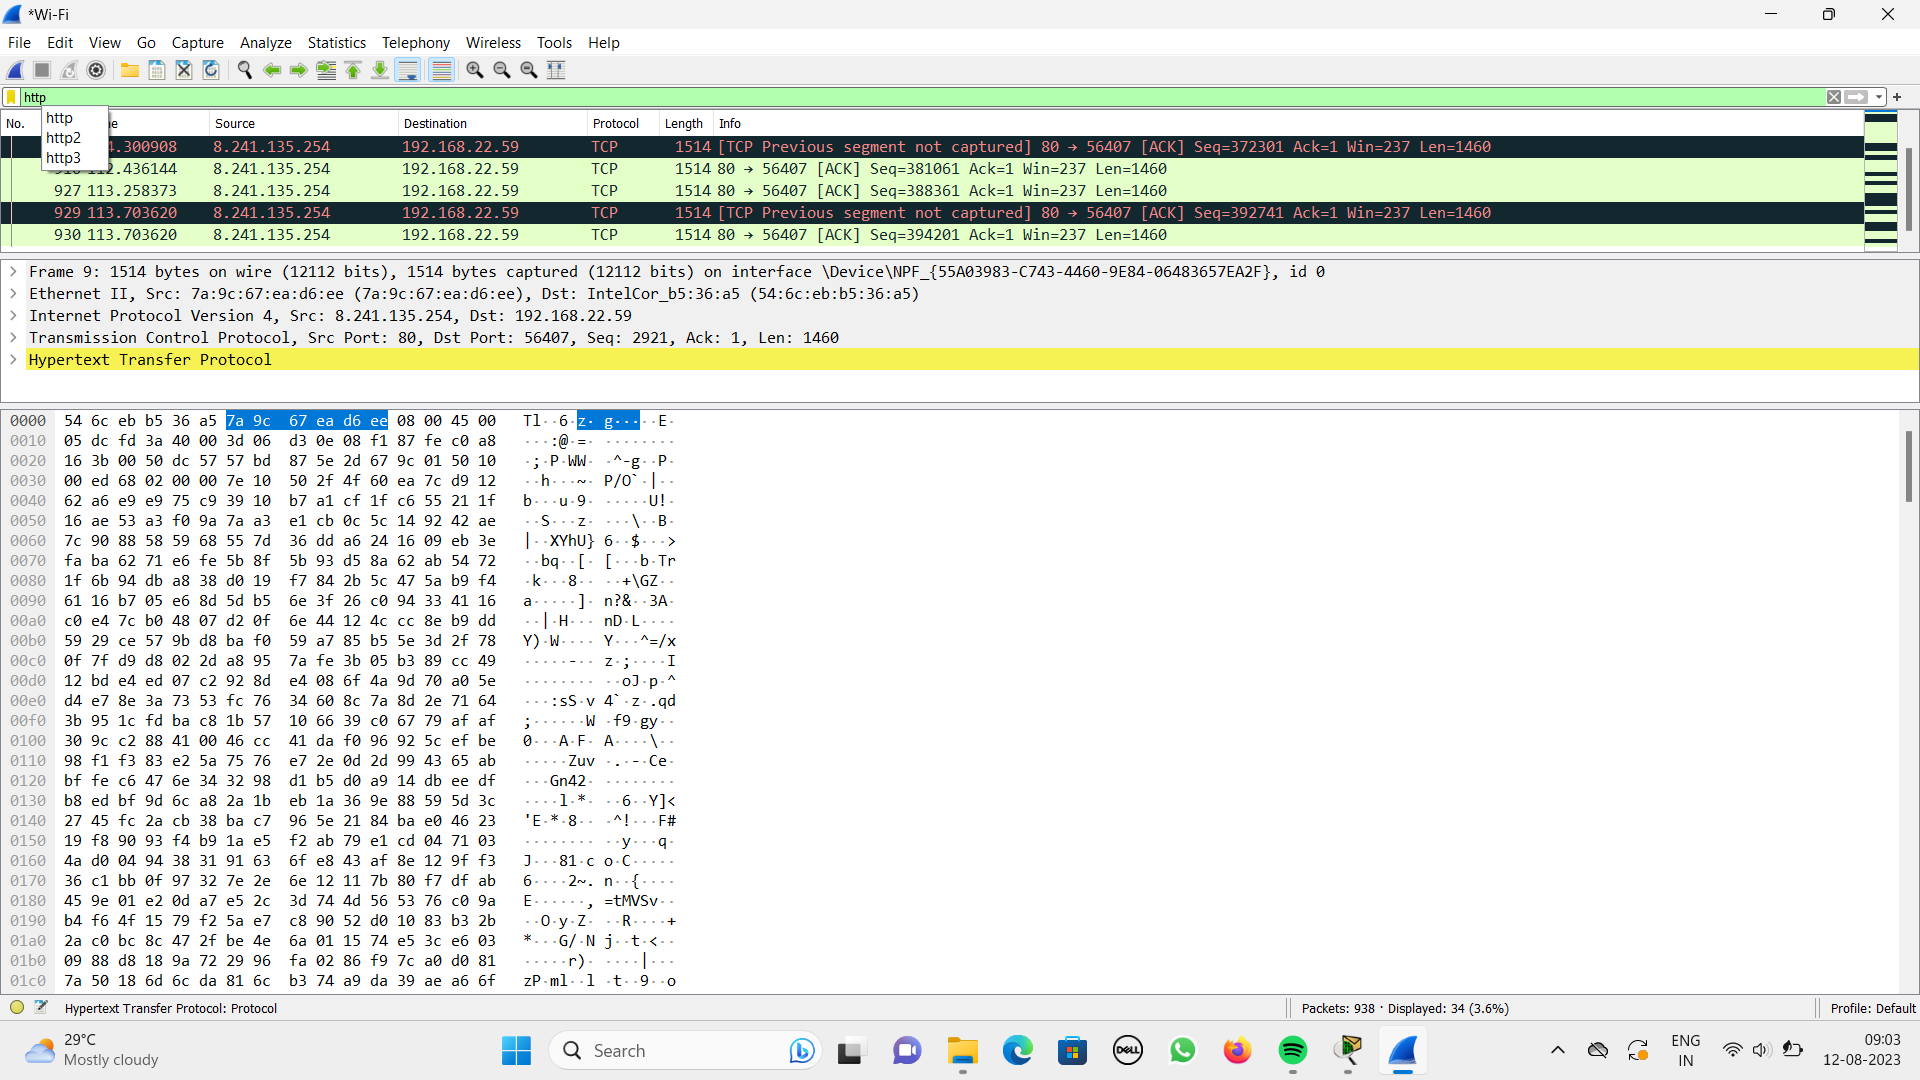 *Wi-Fi
File Edit View Go Capture Analyze Statistics Telephony Wireless Tools Help
http
http
http2
http3
No. Source Destination Protocol Length Info
4.300908 8.241.135.254 192.168.22.59 TCP 1514 [TCP Previous segment not captured] 80 → 56407 [ACK] Seq=372301 Ack=1 Win=237 Len=1460
2.436144 8.241.135.254 192.168.22.59 TCP 1514 80 → 56407 [ACK] Seq=381061 Ack=1 Win=237 Len=1460
927 113.258373 8.241.135.254 192.168.22.59 TCP 1514 80 → 56407 [ACK] Seq=388361 Ack=1 Win=237 Len=1460
929 113.703620 8.241.135.254 192.168.22.59 TCP 1514 [TCP Previous segment not captured] 80 → 56407 [ACK] Seq=392741 Ack=1 Win=237 Len=1460
930 113.703620 8.241.135.254 192.168.22.59 TCP 1514 80 → 56407 [ACK] Seq=394201 Ack=1 Win=237 Len=1460
Frame 9: 1514 bytes on wire (12112 bits), 1514 bytes captured (12112 bits) on interface \Device\NPF_{55A03983-C743-4460-9E84-06483657EA2F}, id 0
Ethernet II, Src: 7a:9c:67:ea:d6:ee (7a:9c:67:ea:d6:ee), Dst: IntelCor_b5:36:a5 (54:6c:eb:b5:36:a5)
Internet Protocol Version 4, Src: 8.241.135.254, Dst: 192.168.22.59
Transmission Control Protocol, Src Port: 80, Dst Port: 56407, Seq: 2921, Ack: 1, Len: 1460
Hypertext Transfer Protocol
0000 54 6c eb b5 36 a5 7a 9c 67 ea d6 ee 08 00 45 00 Tl··6·z· g·····E·
0010 05 dc fd 3a 40 00 3d 06 d3 0e 08 f1 87 fe c0 a8 ···:@·=· ········
0020 16 3b 00 50 dc 57 57 bd 87 5e 2d 67 9c 01 50 10 ·;·P·WW· ·^-g··P·
0030 00 ed 68 02 00 00 7e 10 50 2f 4f 60 ea 7c d9 12 ··h···~· P/O`·|··
0040 62 a6 e9 e9 75 c9 39 10 b7 a1 cf 1f c6 55 21 1f b···u·9· ·····U!·
0050 16 ae 53 a3 f0 9a 7a a3 e1 cb 0c 5c 14 92 42 ae ··S···z· ···\··B·
0060 7c 90 88 58 59 68 55 7d 36 dd a6 24 16 09 eb 3e |··XYhU} 6··$···>
0070 fa ba 62 71 e6 fe 5b 8f 5b 93 d5 8a 62 ab 54 72 ··bq··[· [···b·Tr
0080 1f 6b 94 db a8 38 d0 19 f7 84 2b 5c 47 5a b9 f4 ·k···8·· ··+\GZ··
0090 61 16 b7 05 e6 8d 5d b5 6e 3f 26 c0 94 33 41 16 a·····]· n?&··3A·
00a0 c0 e4 7c b0 48 07 d2 0f 6e 44 12 4c cc 8e b9 dd ··|·H··· nD·L····
00b0 59 29 ce 57 9b d8 ba f0 59 a7 85 b5 5e 3d 2f 78 Y)·W···· Y···^=/x
00c0 0f 7f d9 d8 02 2d a8 95 7a fe 3b 05 b3 89 cc 49 ·····-·· z·;····I
00d0 12 bd e4 ed 07 c2 92 8d e4 08 6f 4a 9d 70 a0 5e ········ ··oJ·p·^
00e0 d4 e7 8e 3a 73 53 fc 76 34 60 8c 7a 8d 2e 71 64 ···:sS·v 4`·z·.qd
00f0 3b 95 1c fd ba c8 1b 57 10 66 39 c0 67 79 af af ;······W ·f9·gy··
0100 30 9c c2 88 41 00 46 cc 41 da f0 96 92 5c ef be 0···A·F· A····\··
0110 98 f1 f3 83 e2 5a 75 76 e7 2e 0d 2d 99 43 65 ab ·····Zuv ·.·-·Ce·
0120 bf fe c6 47 6e 34 32 98 d1 b5 d0 a9 14 db ee df ···Gn42· ········
0130 b8 ed bf 9d 6c a8 2a 1b eb 1a 36 9e 88 59 5d 3c ····l·*· ··6··Y]<
0140 27 45 fc 2a cb 38 ba c7 96 5e 21 84 ba e0 46 23 'E·*·8·· ·^!···F#
0150 19 f8 90 93 f4 b9 1a e5 f2 ab 79 e1 cd 04 71 03 ········ ··y···q·
0160 4a d0 04 94 38 31 91 63 6f e8 43 af 8e 12 9f f3 J···81·c o·C·····
0170 36 c1 bb 0f 97 32 7e 2e 6e 12 11 7b 80 f7 df ab 6····2~. n··{····
0180 45 9e 01 e2 0d a7 e5 2c 3d 74 4d 56 53 76 c0 9a E······, =tMVSv··
0190 b4 f6 4f 15 79 f2 5a e7 c8 90 52 d0 10 83 b3 2b ··O·y·Z· ··R····+
01a0 2a c0 bc 8c 47 2f be 4e 6a 01 15 74 e5 3c e6 03 *···G/·N j··t·<··
01b0 09 88 d8 18 9a 72 29 96 fa 02 86 f9 7c a0 d0 81 ·····r)· ····|···
01c0 7a 50 18 6d 6c da 81 6c b3 74 a9 da 39 ae a6 6f zP·ml··l ·t··9··o
Hypertext Transfer Protocol: Protocol Packets: 938 · Displayed: 34 (3.6%) Profile: Default
29°C
Mostly cloudy
Search
DELL
ENG
IN
09:03
12-08-2023